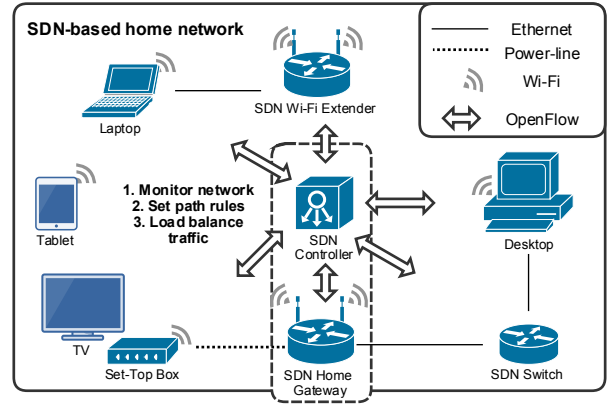 SDN-based home network
Ethernet
Power-line
Wi-Fi
OpenFlow
SDN Wi-Fi Extender
Laptop
1. Monitor network
2. Set path rules
3. Load balance
traffic
Tablet
SDN
Controller
Desktop
TV
Set-Top Box
SDN Home
Gateway
SDN Switch